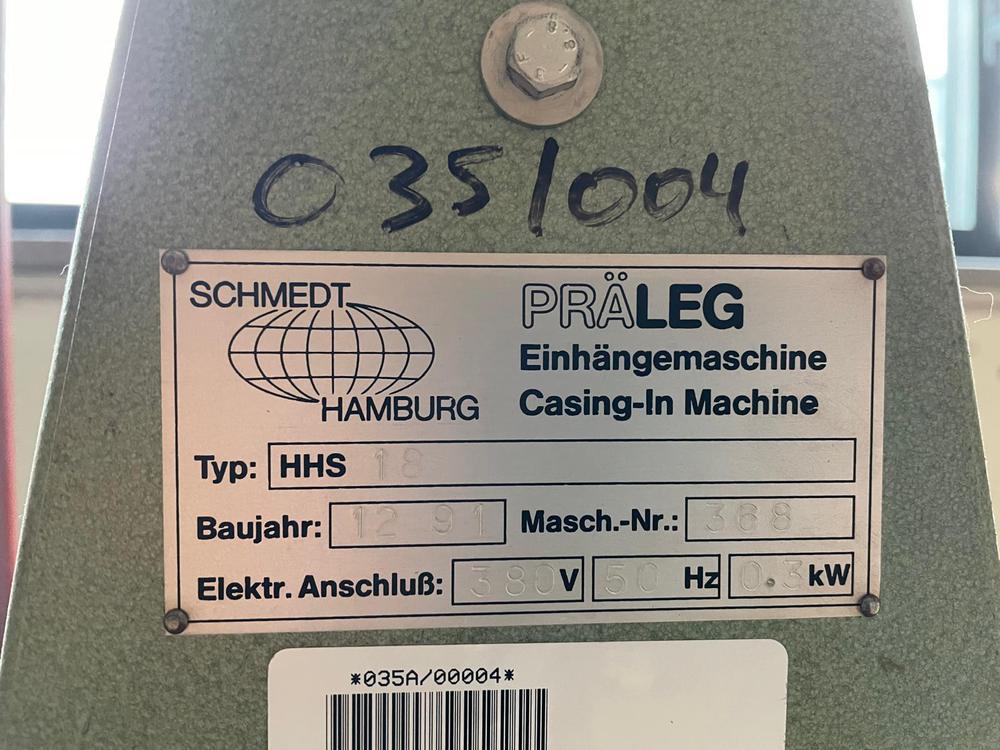 035/004
SCHMEDT
HAMBURG
PRÄLEG
Einhängemaschine
Casing-In Machine
Typ: HHS 18
Baujahr: 12 91 Masch.-Nr.: 368
Elektr. Anschluß: 380 V 50 Hz 0.3 kW
*035A/00004*